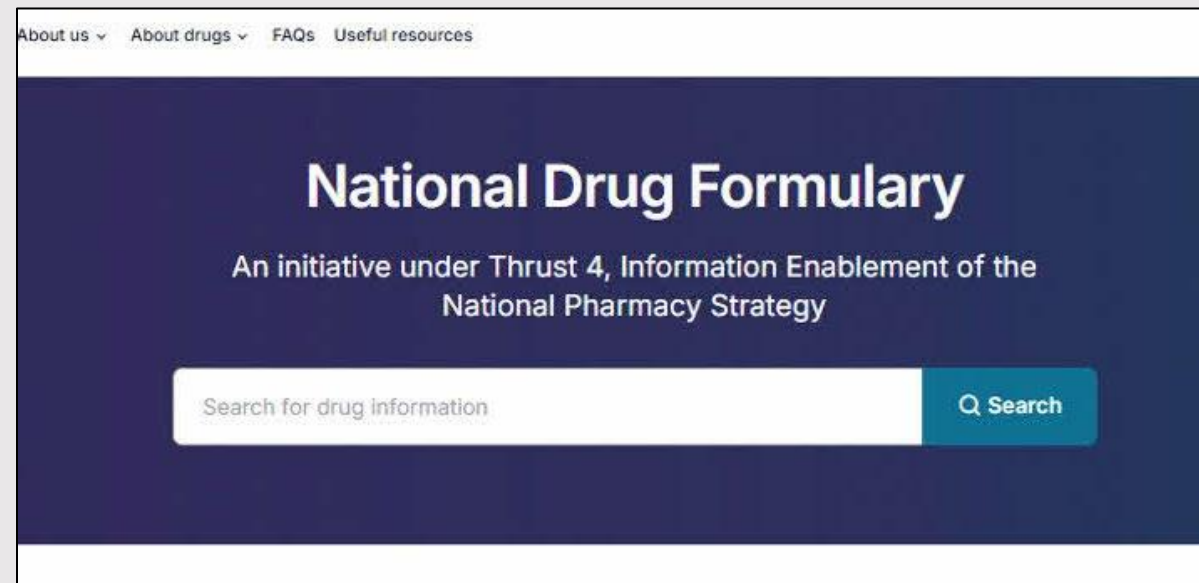 About us About drugs FAQs Useful resources
National Drug Formulary
An initiative under Thrust 4, Information Enablement of the
National Pharmacy Strategy
Search for drug information Search